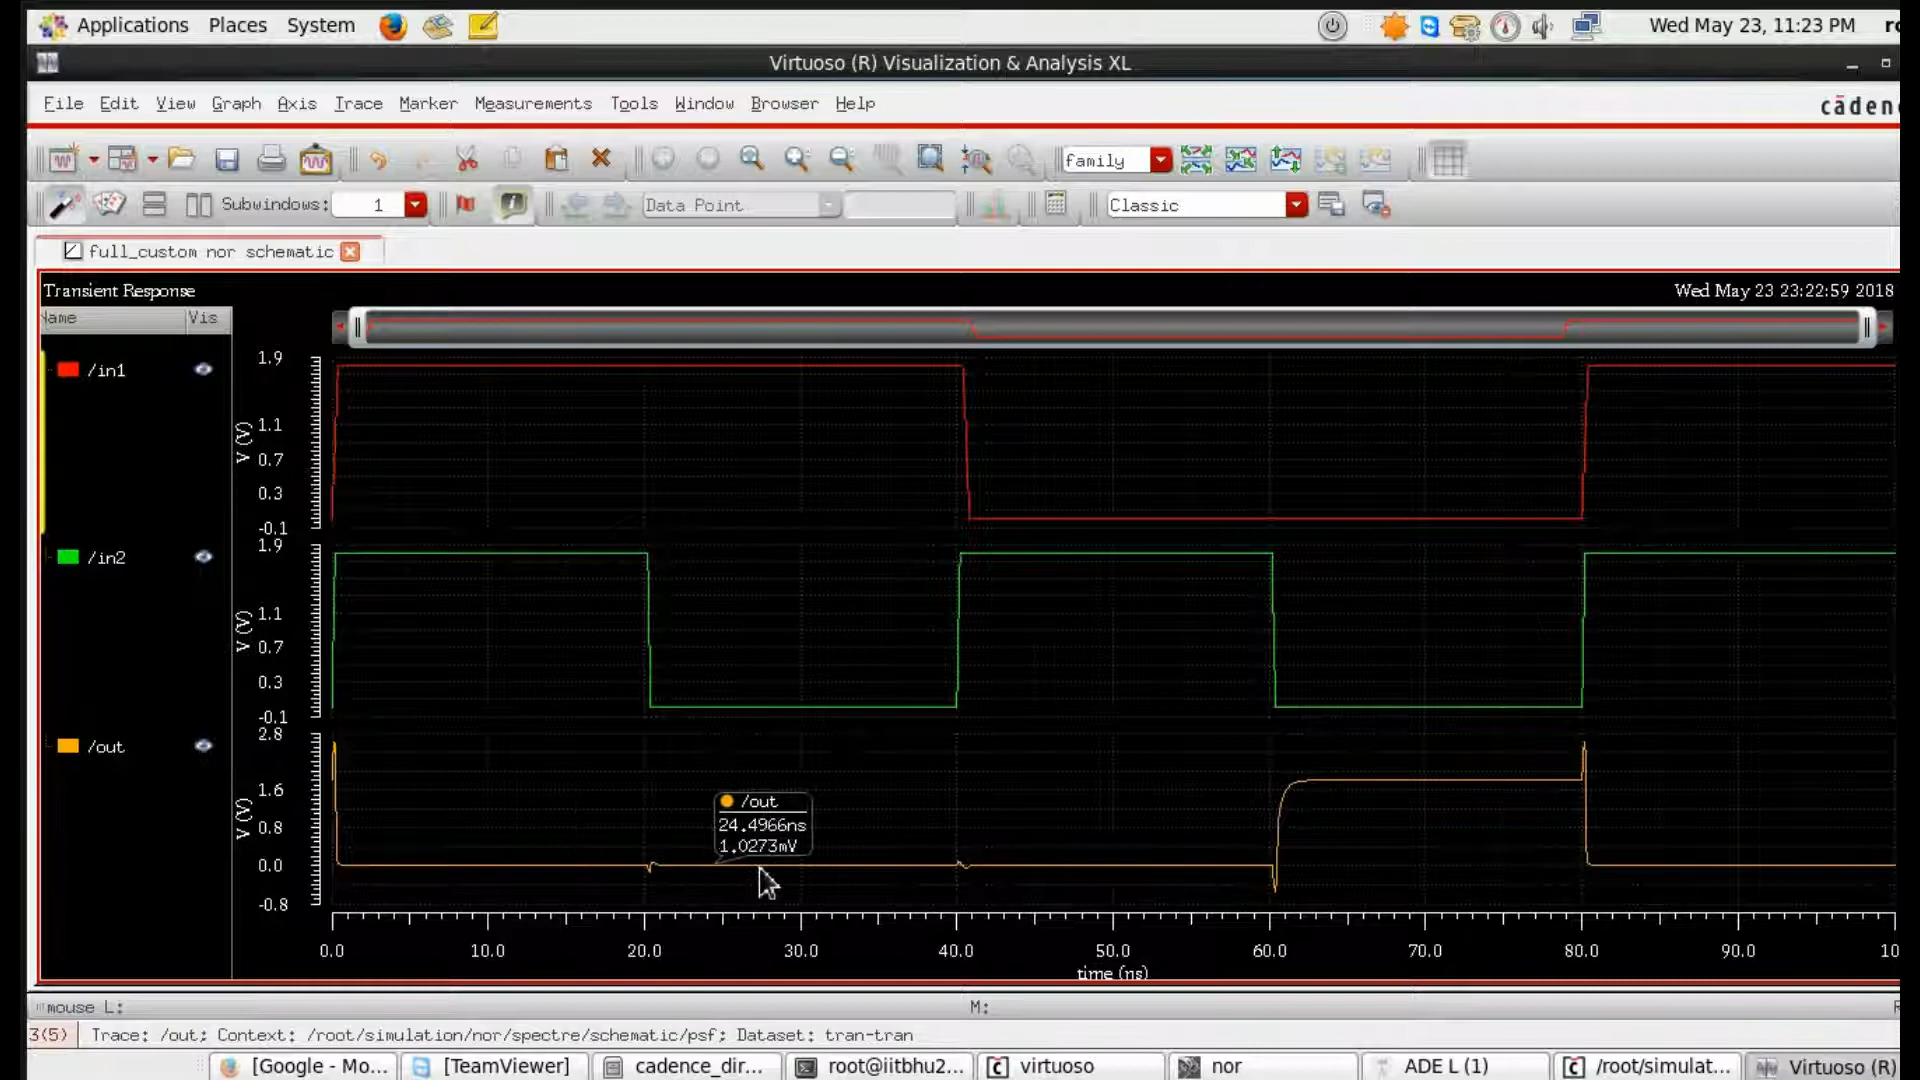 Applications Places System Wed May 23, 11:23 PM
Virtuoso (R) Visualization & Analysis XL
File Edit View Graph Axis Trace Marker Measurements Tools Window Browser Help cāden
family
Subwindows: 1 Data Point Classic
full_custom nor schematic
Transient Response Wed May 23 23:22:59 2018
Name Vis
/in1
1.9
1.1
0.7
0.3
-0.1
V (V)
/in2
1.9
1.1
0.7
0.3
-0.1
V (V)
/out
2.8
1.6
0.8
0.0
-0.8
V (V)
/out
24.4966ns
1.0273mV
0.0 10.0 20.0 30.0 40.0 50.0 60.0 70.0 80.0 90.0 10
time (ns)
mouse L: M:
3(5) Trace: /out; Context: /root/simulation/nor/spectre/schematic/psf; Dataset: tran-tran
[Google - Mo... [TeamViewer] cadence_dir... root@iitbhu2... virtuoso nor ADE L (1) /root/simulat... Virtuoso (R)